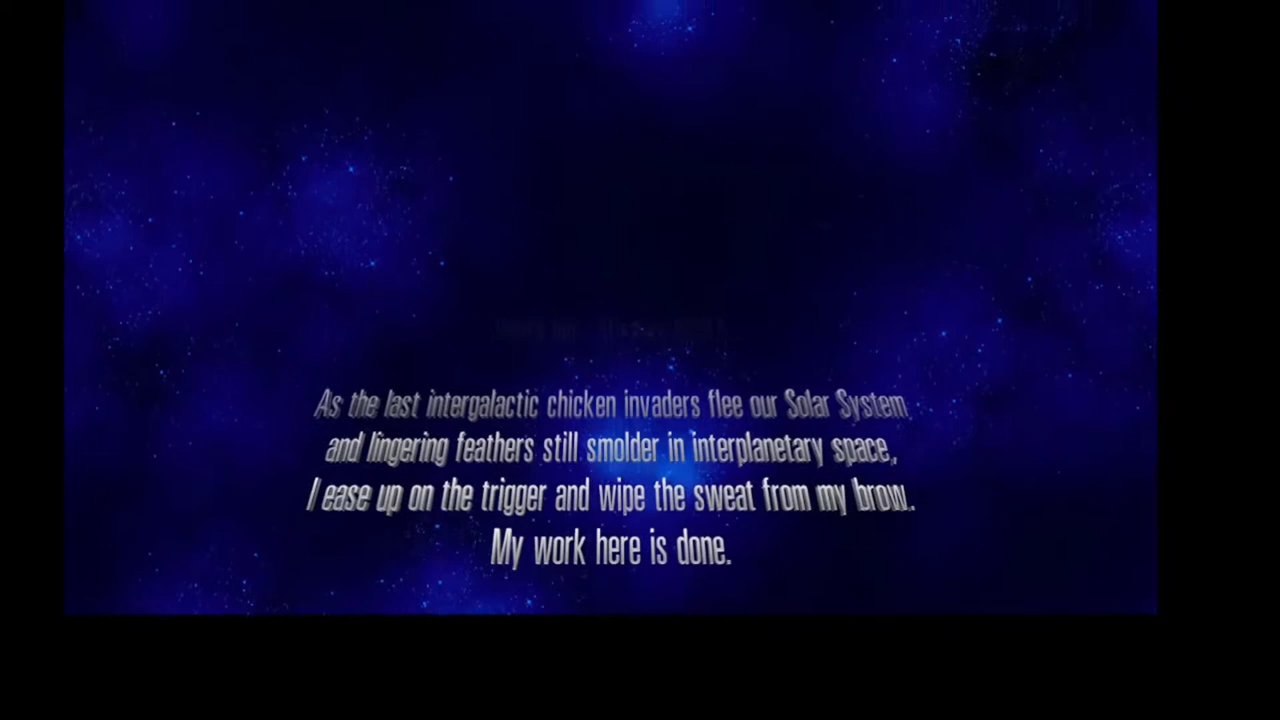 As the last intergalactic chicken invaders flee our Solar System
and lingering feathers still smolder in interplanetary space,
I ease up on the trigger and wipe the sweat from my brow.
My work here is done.